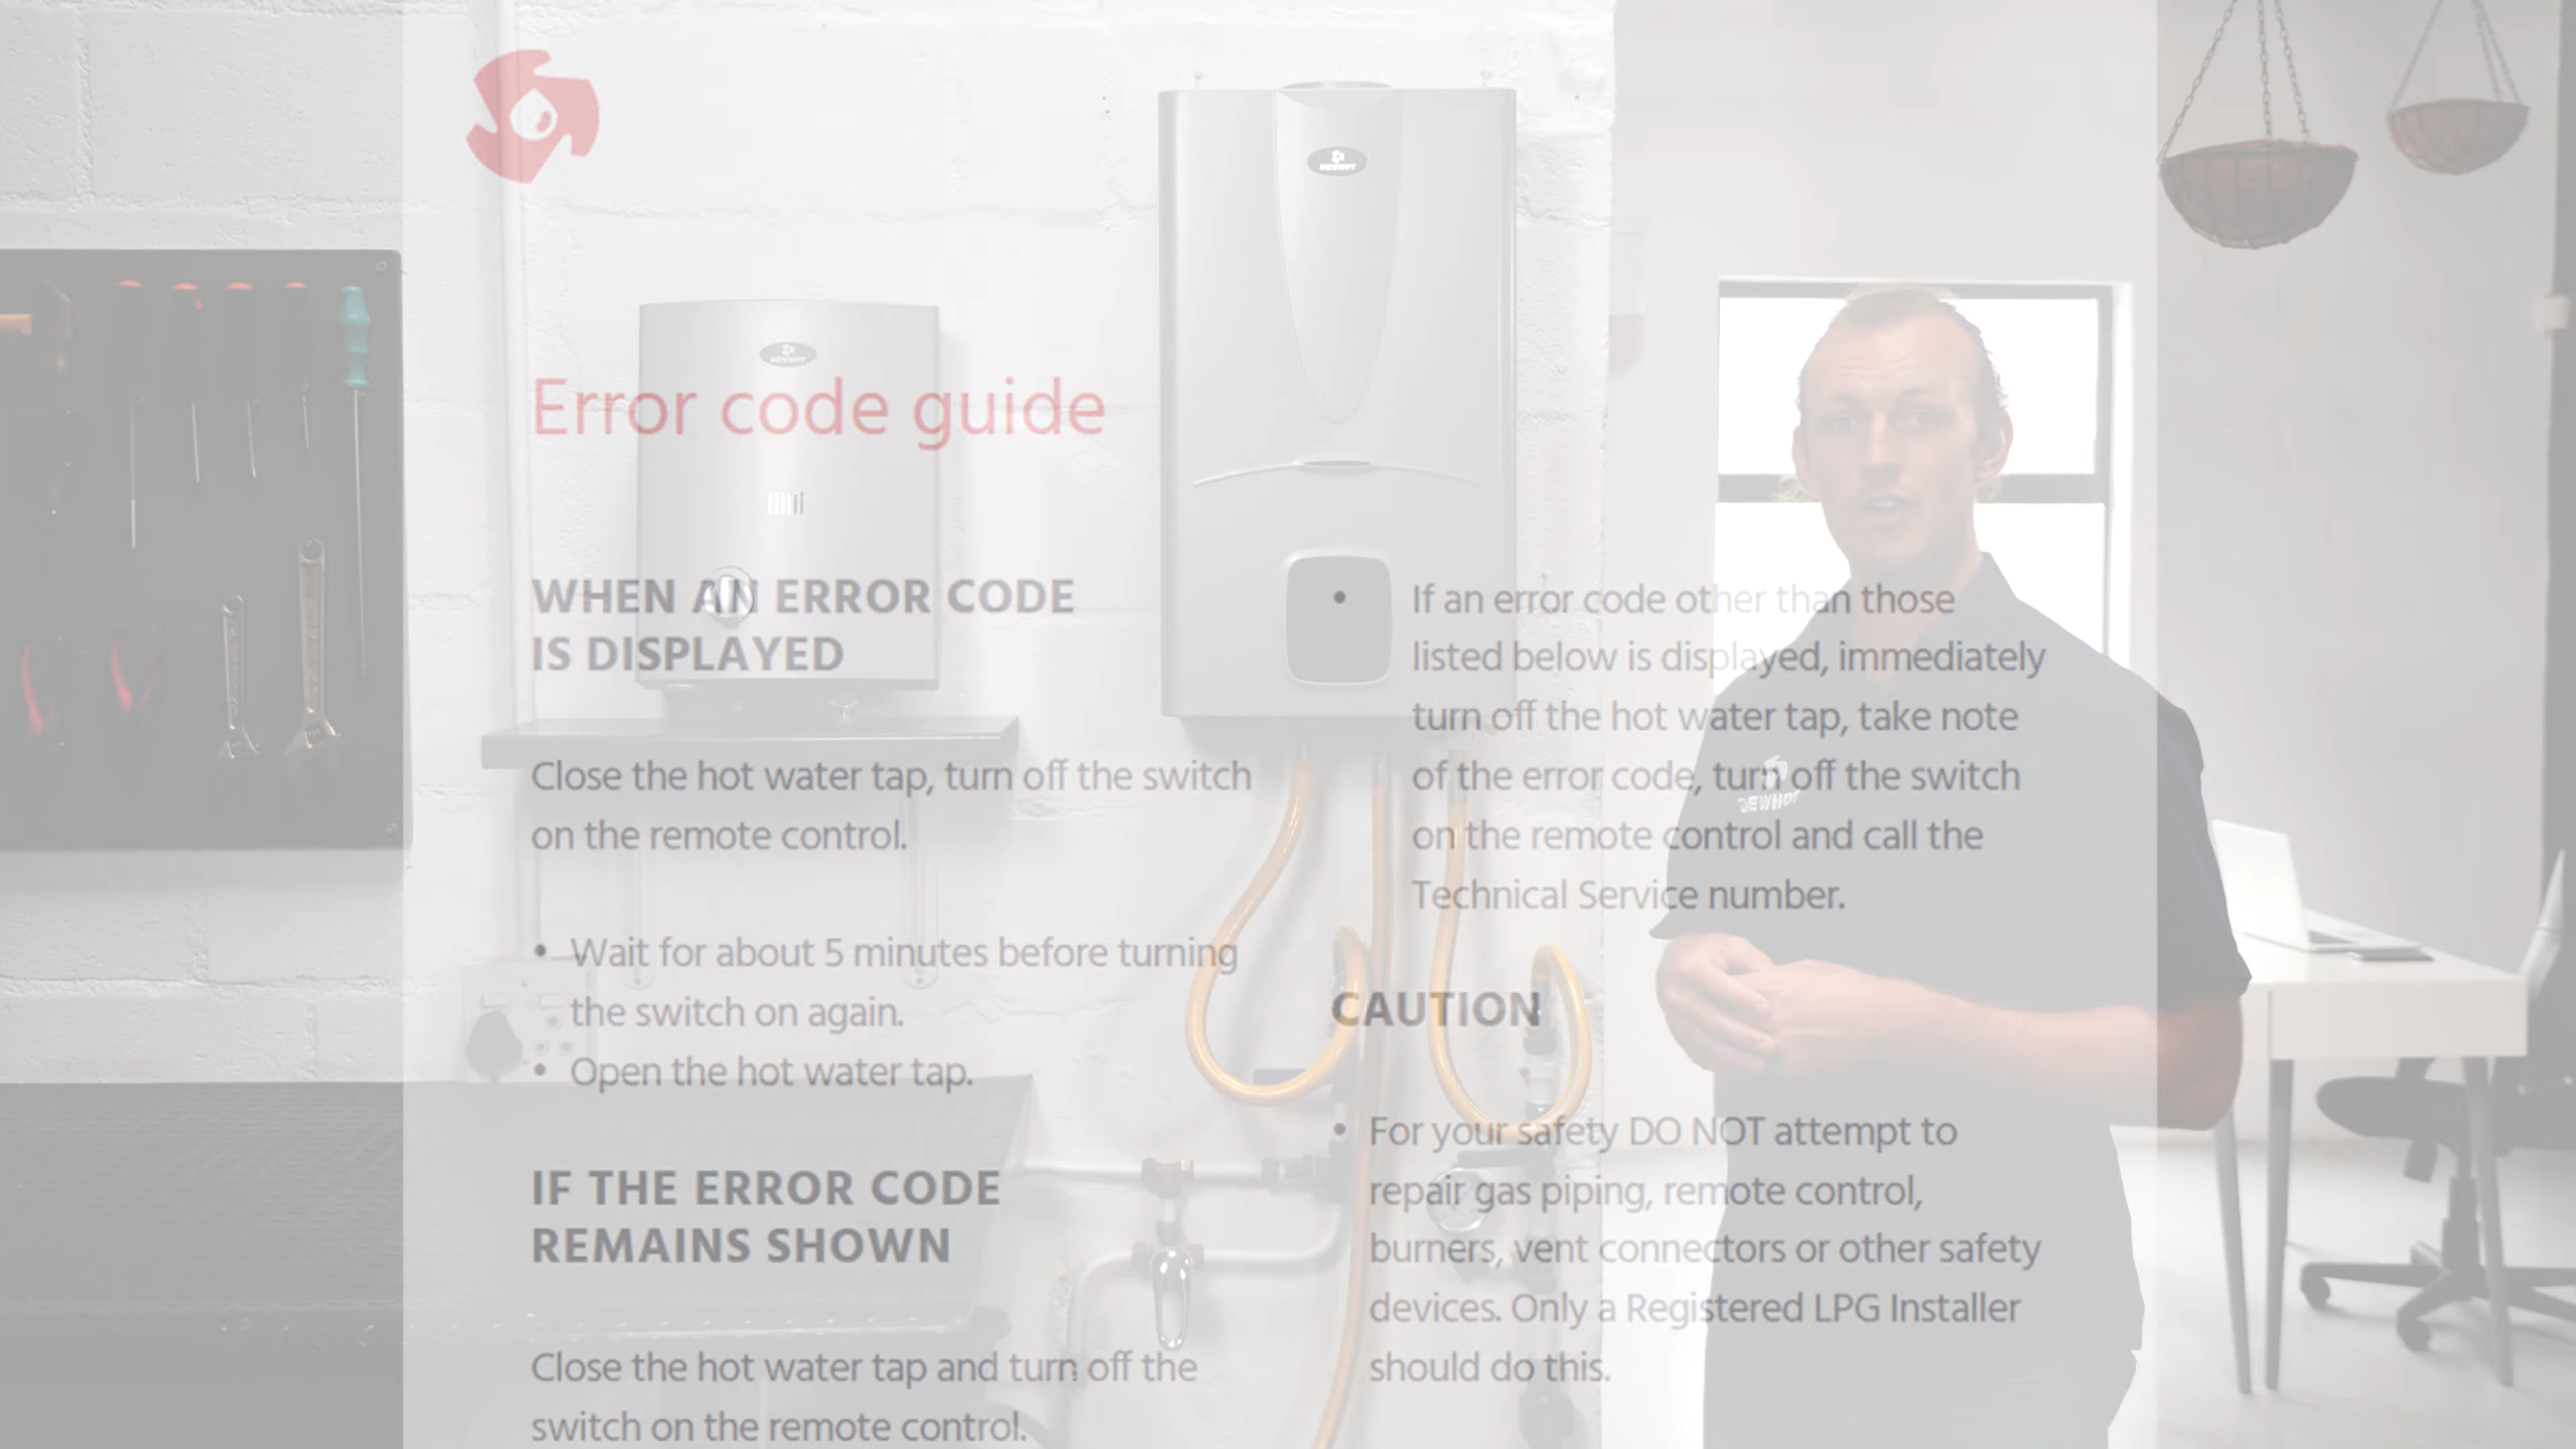 Error code guide
WHEN AN ERROR CODE
IS DISPLAYED
Close the hot water tap, turn off the switch
on the remote control.
• Wait for about 5 minutes before turning
the switch on again.
• Open the hot water tap.
IF THE ERROR CODE
REMAINS SHOWN
Close the hot water tap and turn off the
switch on the remote control.
• If an error code other than those
listed below is displayed, immediately
turn off the hot water tap, take note
of the error code, turn off the switch
on the remote control and call the
Technical Service number.
CAUTION
• For your safety DO NOT attempt to
repair gas piping, remote control,
burners, vent connectors or other safety
devices. Only a Registered LPG Installer
should do this.
DEWHOT
DEWHOT
DEWHOT